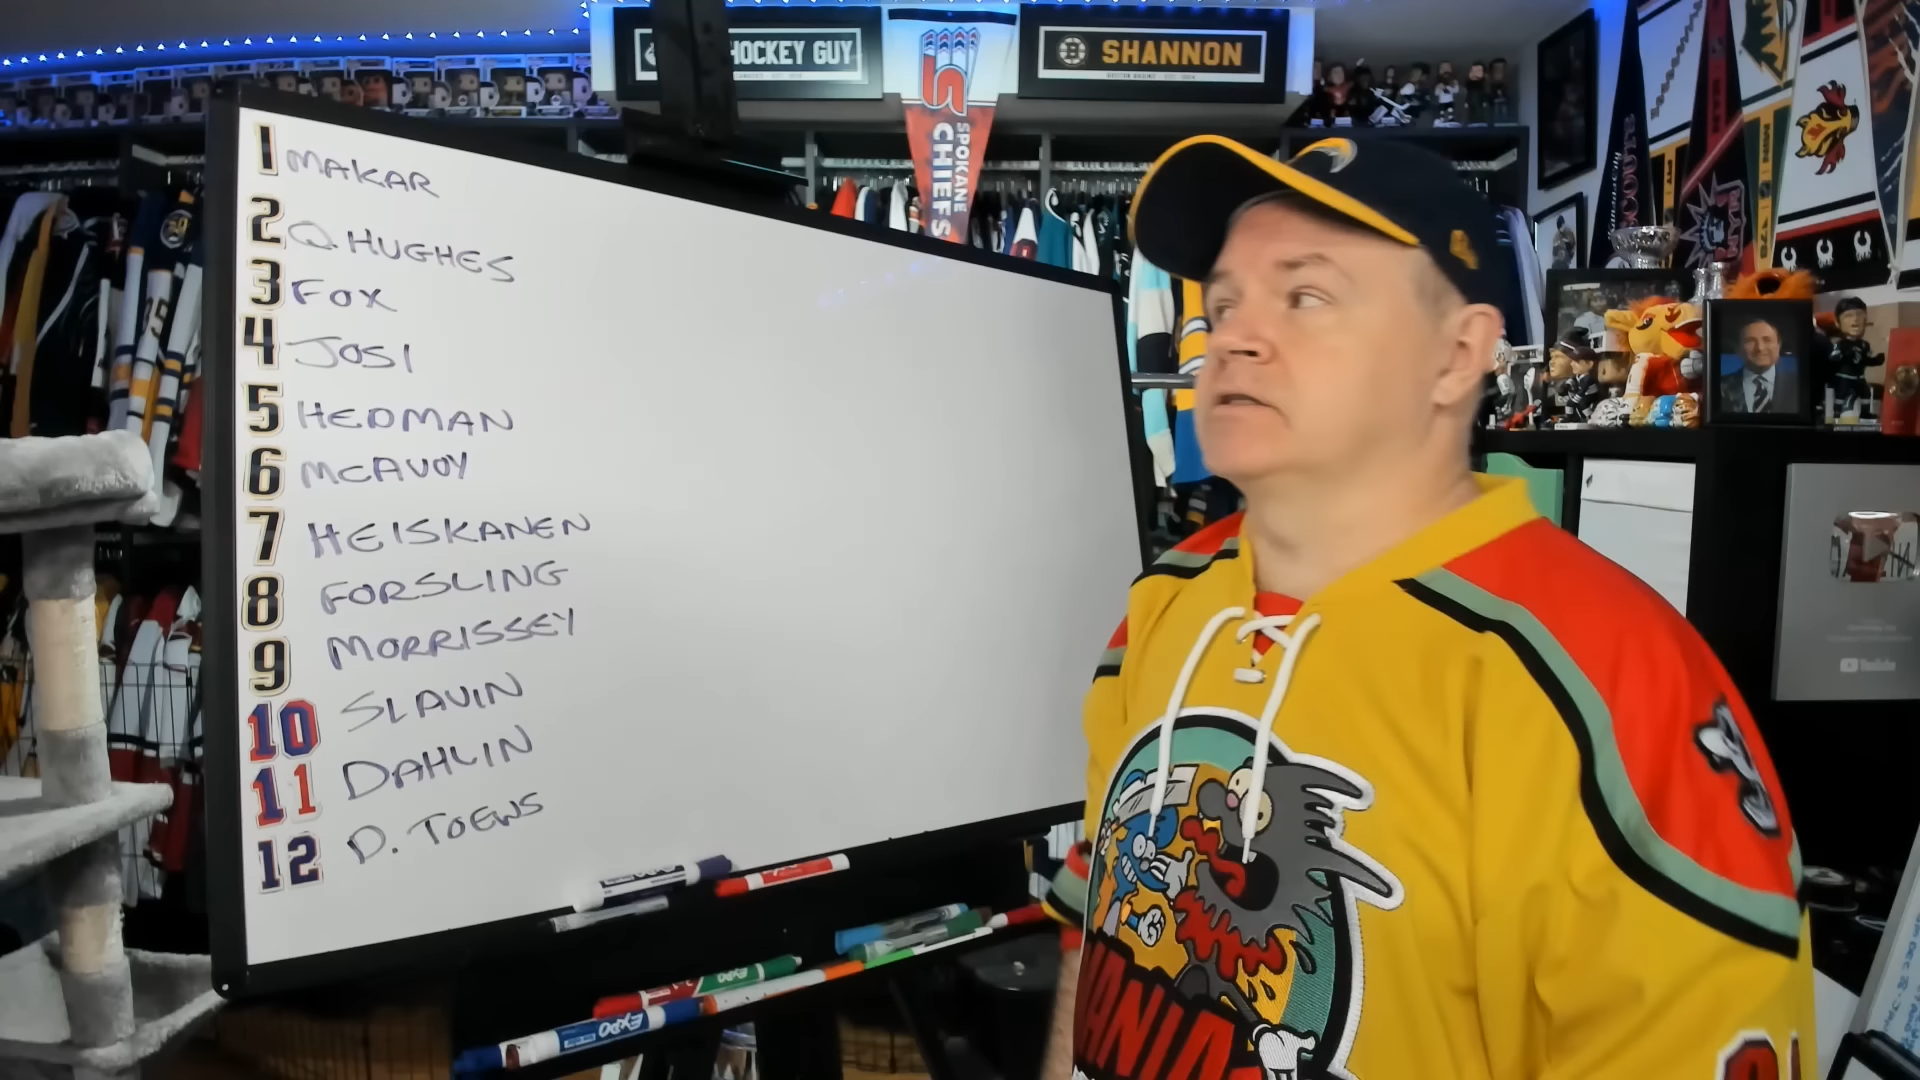 HOCKEY GUY
SHANNON
SPOKANE
CHIEFS
1 MAKAR
2 Q. HUGHES
3 FOX
4 JOSI
5 HEDMAN
6 MCAVOY
7 HEISKANEN
8 FORSLING
9 MORRISSEY
10 SLAVIN
11 DAHLIN
12 D. TOEWS
EXPO
EXPO
YouTube